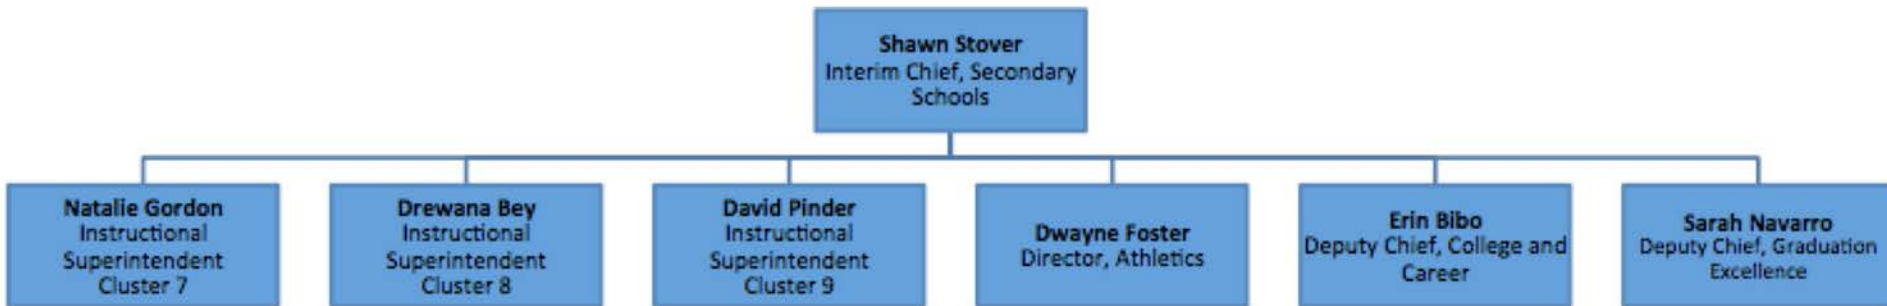 Shawn Stover
Interim Chief, Secondary
Schools
Natalie Gordon
Instructional
Superintendent
Cluster 7
Drewana Bey
Instructional
Superintendent
Cluster 8
David Pinder
Instructional
Superintendent
Cluster 9
Dwayne Foster
Director, Athletics
Erin Bibo
Deputy Chief, College and
Career
Sarah Navarro
Deputy Chief, Graduation
Excellence